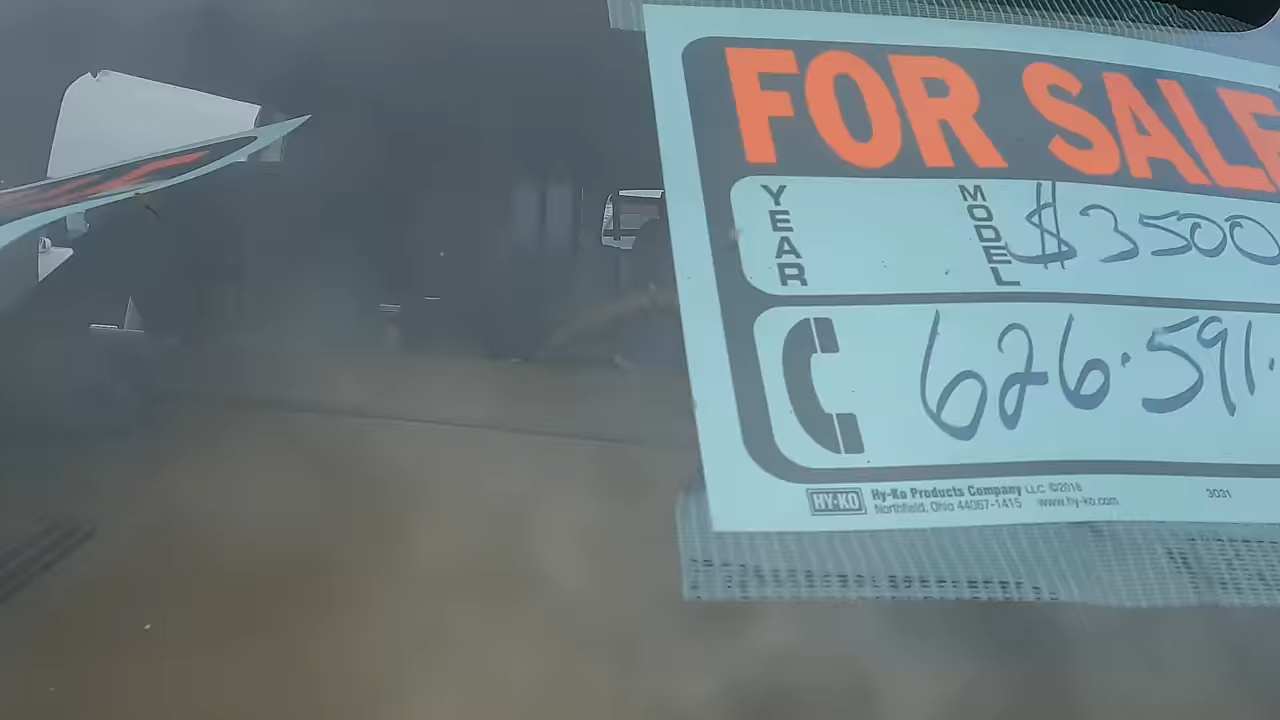 FOR SALE
YEAR MODEL $3500
626·591·
HY-KO Hy-Ko Products Company LLC ©2018
Northfield, Ohio 44067-1415 www.hy-ko.com 3031